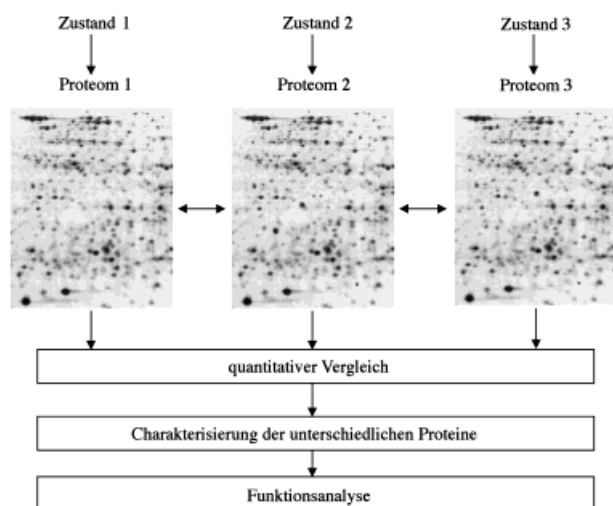 Zustand 1 Zustand 2 Zustand 3
Proteom 1 Proteom 2 Proteom 3
quantitativer Vergleich
Charakterisierung der unterschiedlichen Proteine
Funktionsanalyse